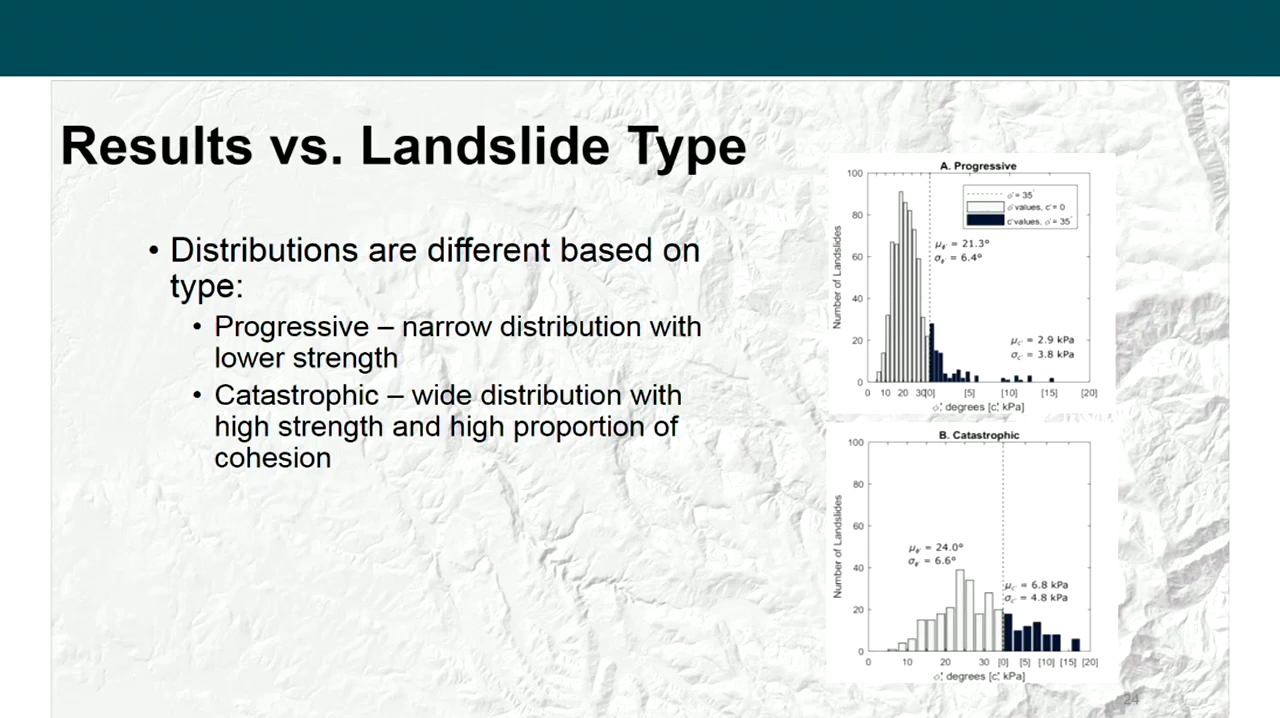 Results vs. Landslide Type
• Distributions are different based on
type:
• Progressive – narrow distribution with
lower strength
• Catastrophic – wide distribution with
high strength and high proportion of
cohesion
A. Progressive
100
80
60
40
20
0
Number of Landslides
ϕ' = 35°
ϕ' values, c' = 0
c' values, ϕ' = 35°
μϕ' = 21.3°
σϕ' = 6.4°
μc' = 2.9 kPa
σc' = 3.8 kPa
0 10 20 30[0] [5] [10] [15] [20]
ϕ', degrees [c', kPa]
B. Catastrophic
100
80
60
40
20
0
Number of Landslides
μϕ' = 24.0°
σϕ' = 6.6°
μc' = 6.8 kPa
σc' = 4.8 kPa
0 10 20 30 [0] [5] [10] [15] [20]
ϕ', degrees [c', kPa]
24